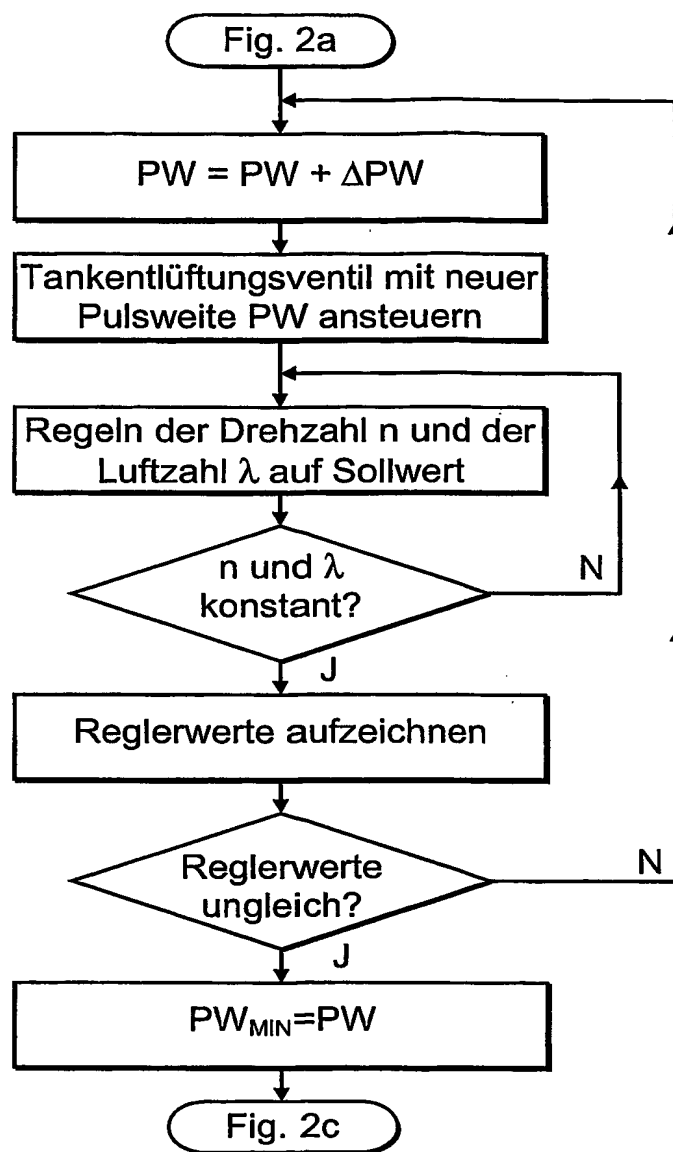 Fig. 2a
PW = PW + ΔPW
Tankentlüftungsventil mit neuer
Pulsweite PW ansteuern
Regeln der Drehzahl n und der
Luftzahl λ auf Sollwert
n und λ
konstant?
N
J
Reglerwerte aufzeichnen
Reglerwerte
ungleich?
N
J
PWMIN=PW
Fig. 2c